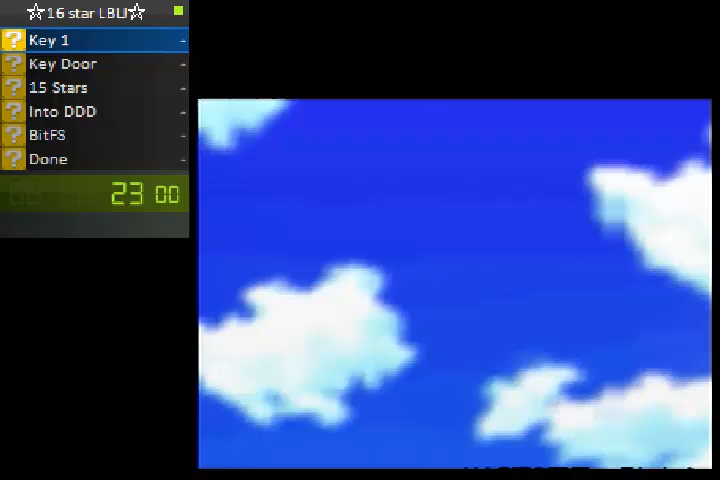 ☆16 star LBLJ☆
? Key 1 -
? Key Door -
? 15 Stars -
? Into DDD -
? BitFS -
? Done -
23 00